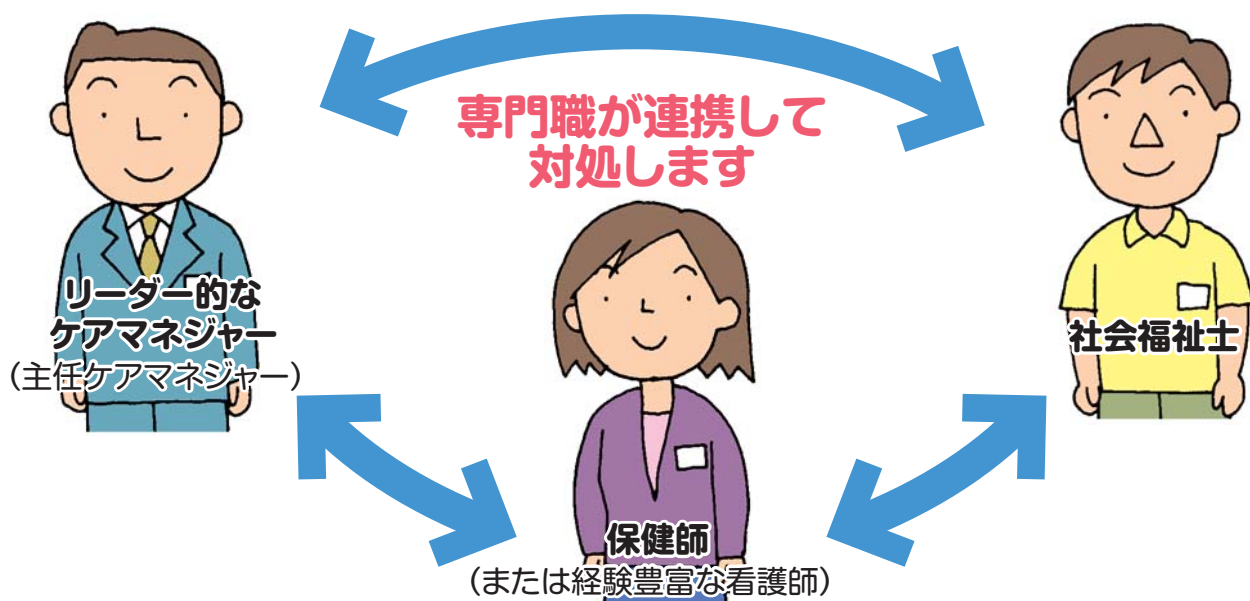 専門職が連携して
対処します
リーダー的な
ケアマネジャー
(主任ケアマネジャー)
社会福祉士
保健師
(または経験豊富な看護師)